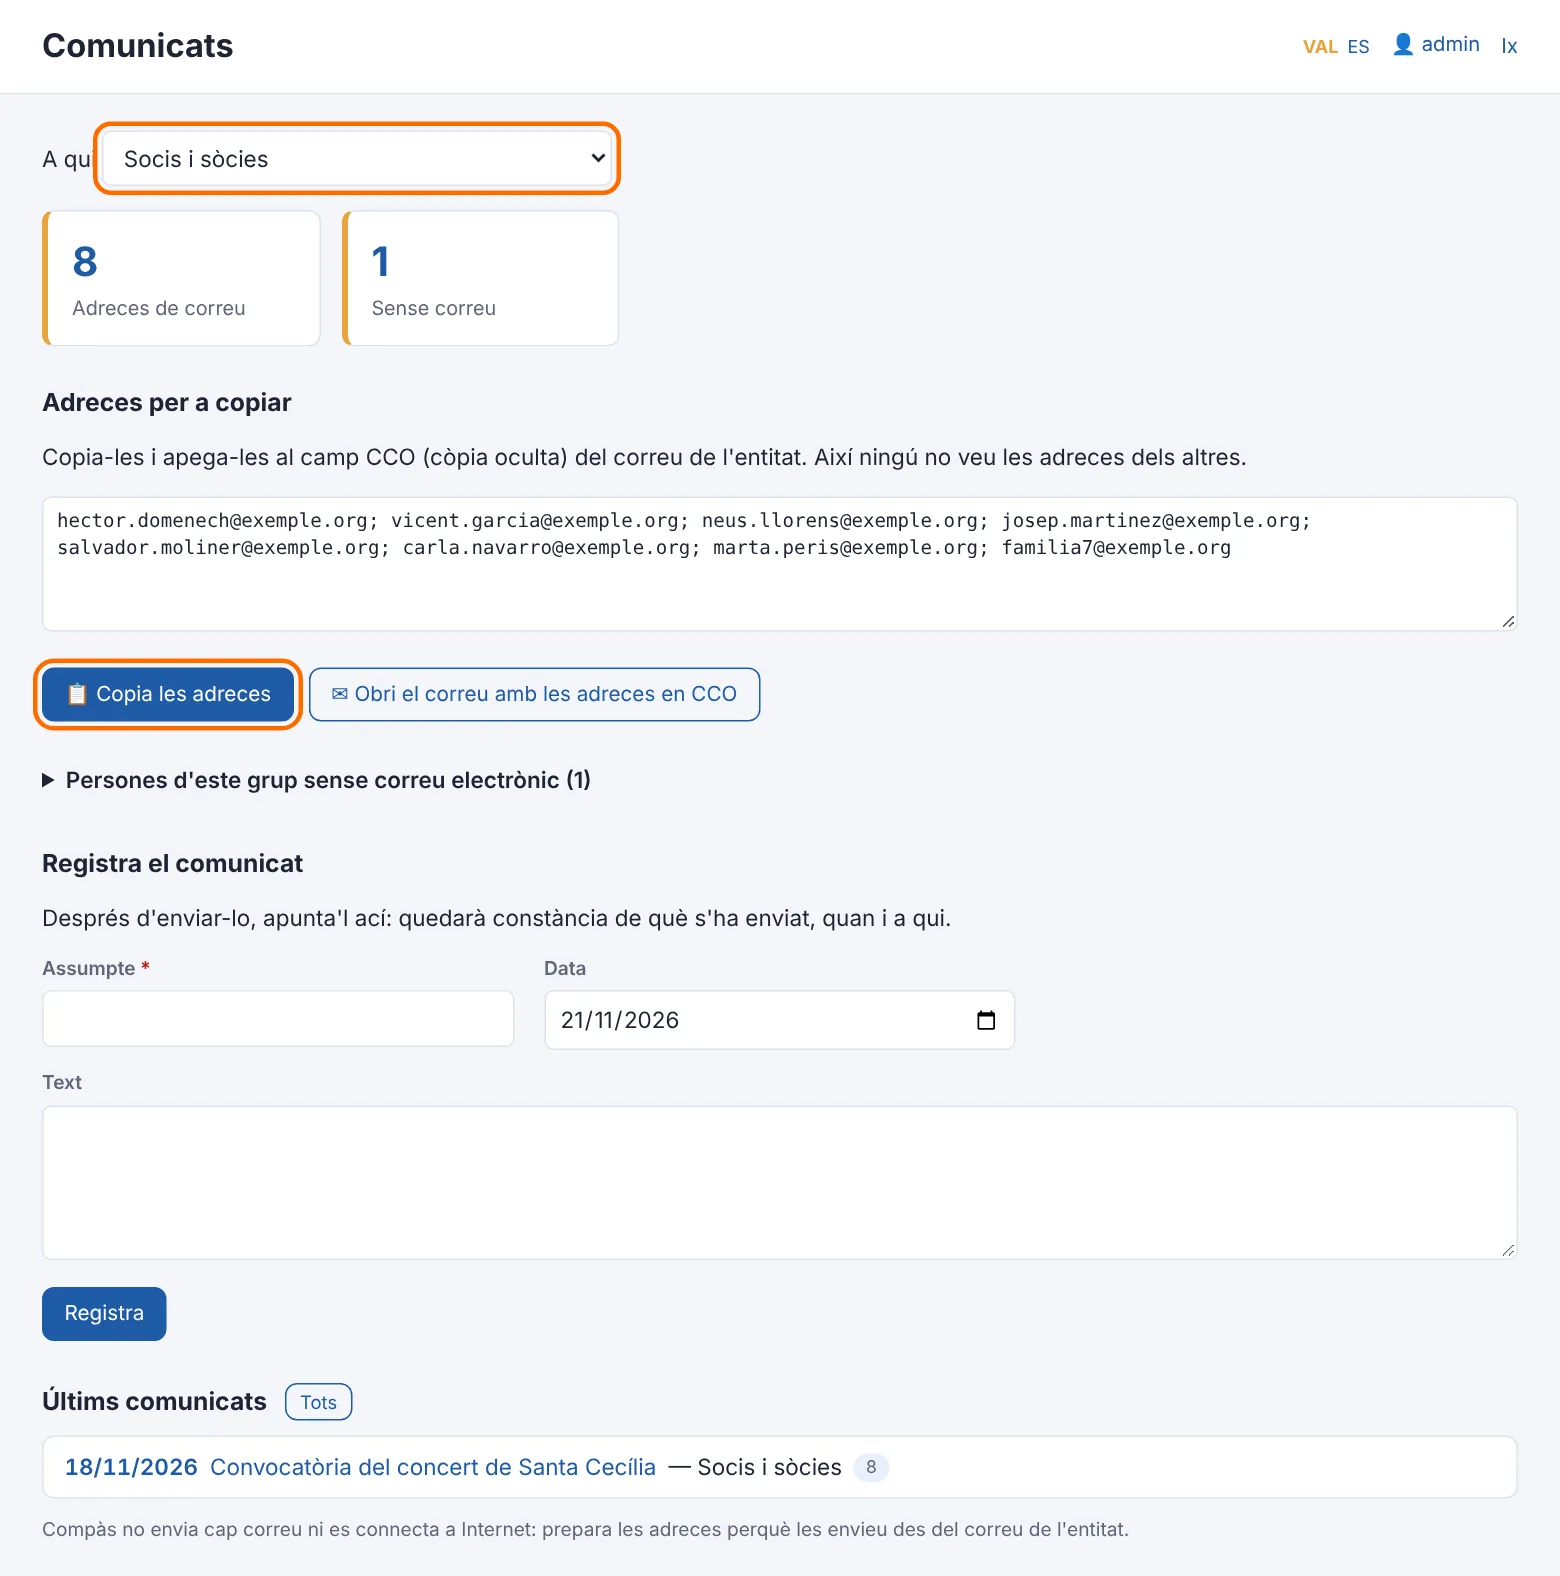 Comunicats
VAL ES admin Ix
A qui Socis i sòcies
8
Adreces de correu
1
Sense correu
Adreces per a copiar
Copia-les i apega-les al camp CCO (còpia oculta) del correu de l'entitat. Així ningú no veu les adreces dels altres.
hector.domenech@exemple.org; vicent.garcia@exemple.org; neus.llorens@exemple.org; josep.martinez@exemple.org;
salvador.moliner@exemple.org; carla.navarro@exemple.org; marta.peris@exemple.org; familia7@exemple.org
Copia les adreces
Obri el correu amb les adreces en CCO
Persones d'este grup sense correu electrònic (1)
Registra el comunicat
Després d'enviar-lo, apunta'l ací: quedarà constància de què s'ha enviat, quan i a qui.
Assumpte * Data
21/11/2026
Text
Registra
Últims comunicats Tots
18/11/2026 Convocatòria del concert de Santa Cecília — Socis i sòcies 8
Compàs no envia cap correu ni es connecta a Internet: prepara les adreces perquè les envieu des del correu de l'entitat.